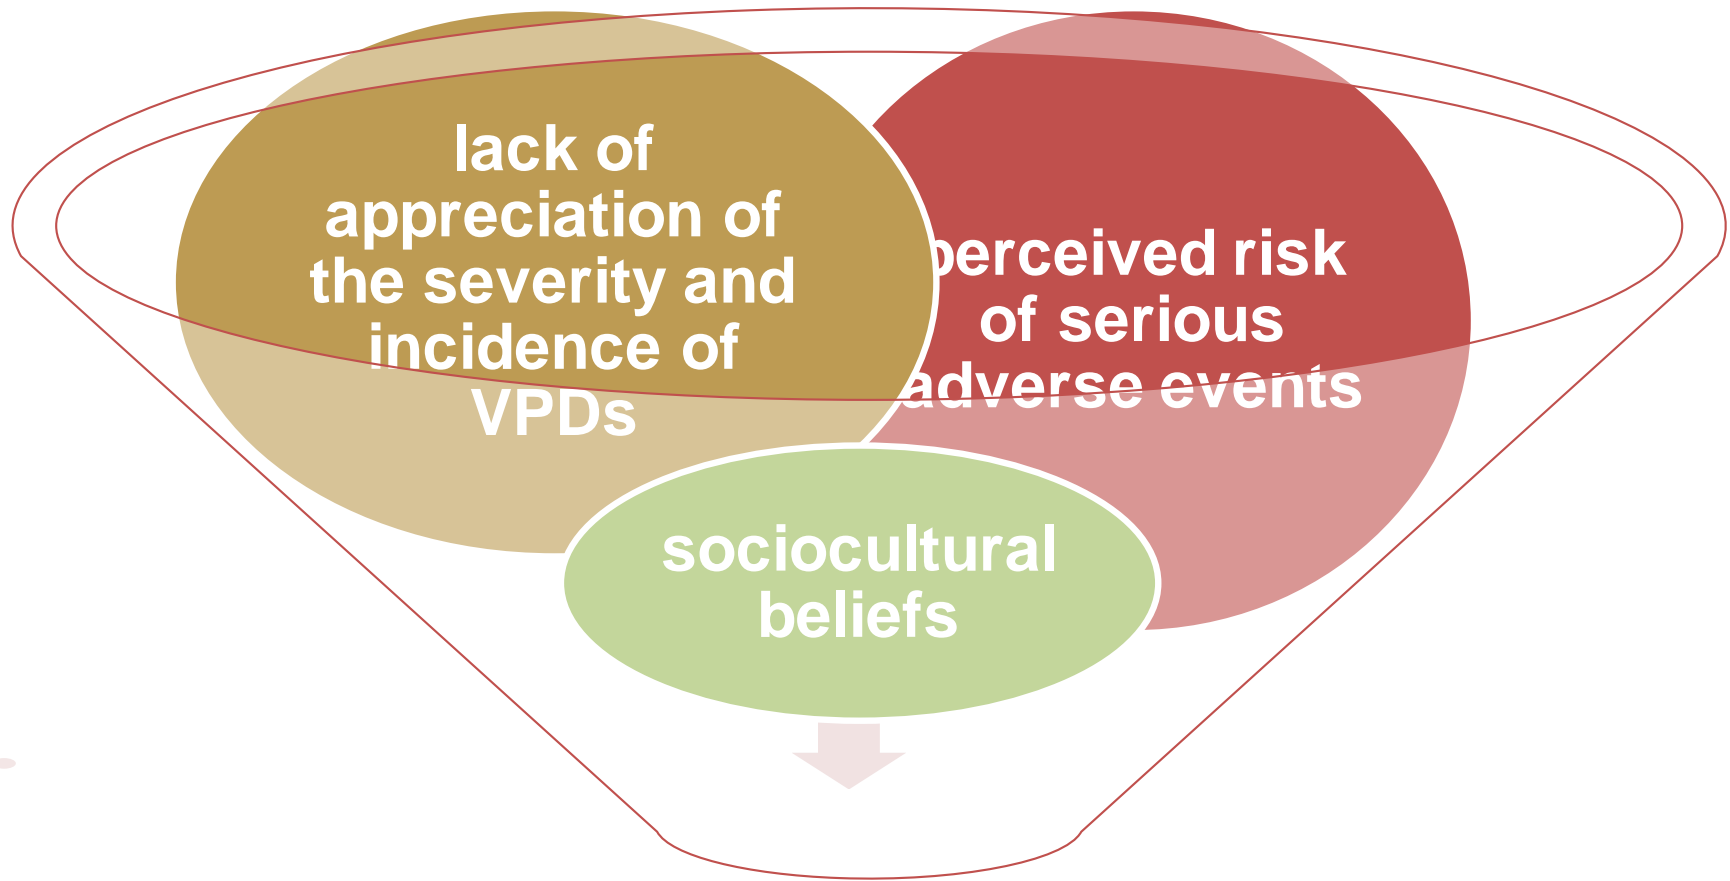 lack of
appreciation of
the severity and
incidence of
VPDs
perceived risk
of serious
adverse events
sociocultural
beliefs